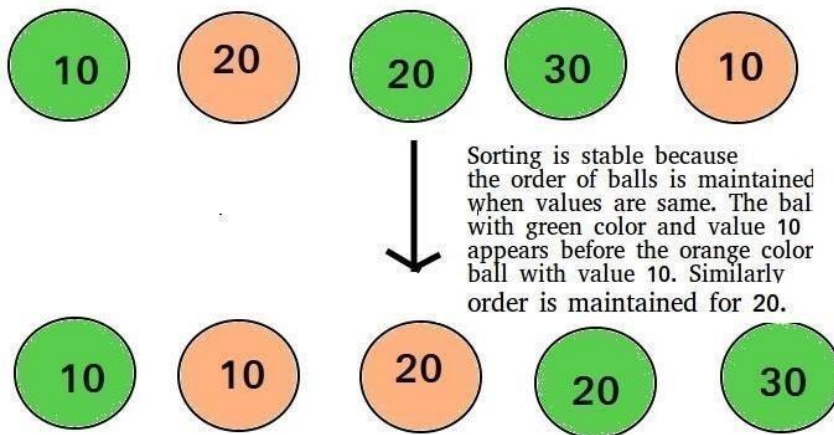 10 20 20 30 10
Sorting is stable because
the order of balls is maintained
when values are same. The ball
with green color and value 10
appears before the orange color
ball with value 10. Similarly
order is maintained for 20.
10 10 20 20 30